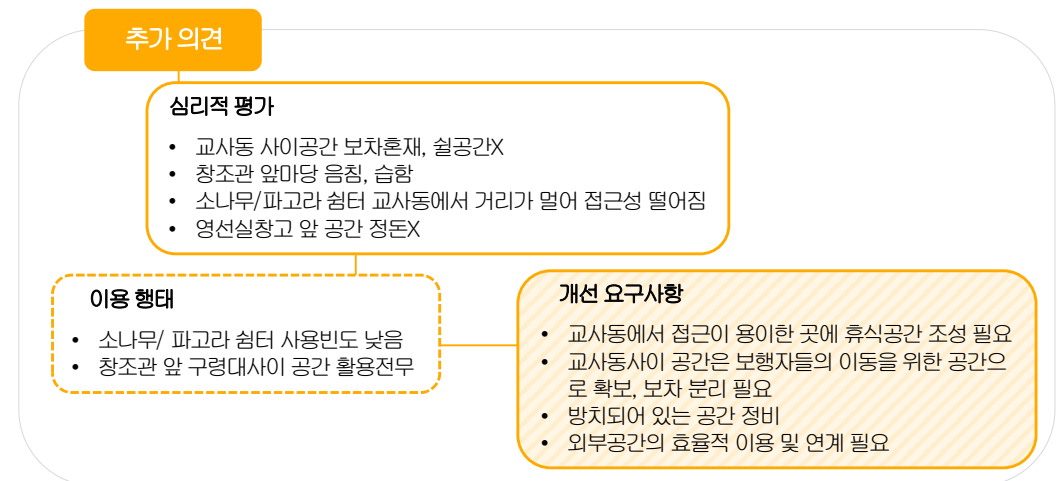 추가 의견
심리적 평가
• 교사동 사이공간 보차혼재, 쉴공간X
• 창조관 앞마당 음침, 습함
• 소나무/파고라 쉼터 교사동에서 거리가 멀어 접근성 떨어짐
• 영선실창고 앞 공간 정돈X
이용 행태
• 소나무/ 파고라 쉼터 사용빈도 낮음
• 창조관 앞 구령대사이 공간 활용전무
개선 요구사항
• 교사동에서 접근이 용이한 곳에 휴식공간 조성 필요
• 교사동사이 공간은 보행자들의 이동을 위한 공간으
로 확보, 보차 분리 필요
• 방치되어 있는 공간 정비
• 외부공간의 효율적 이용 및 연계 필요